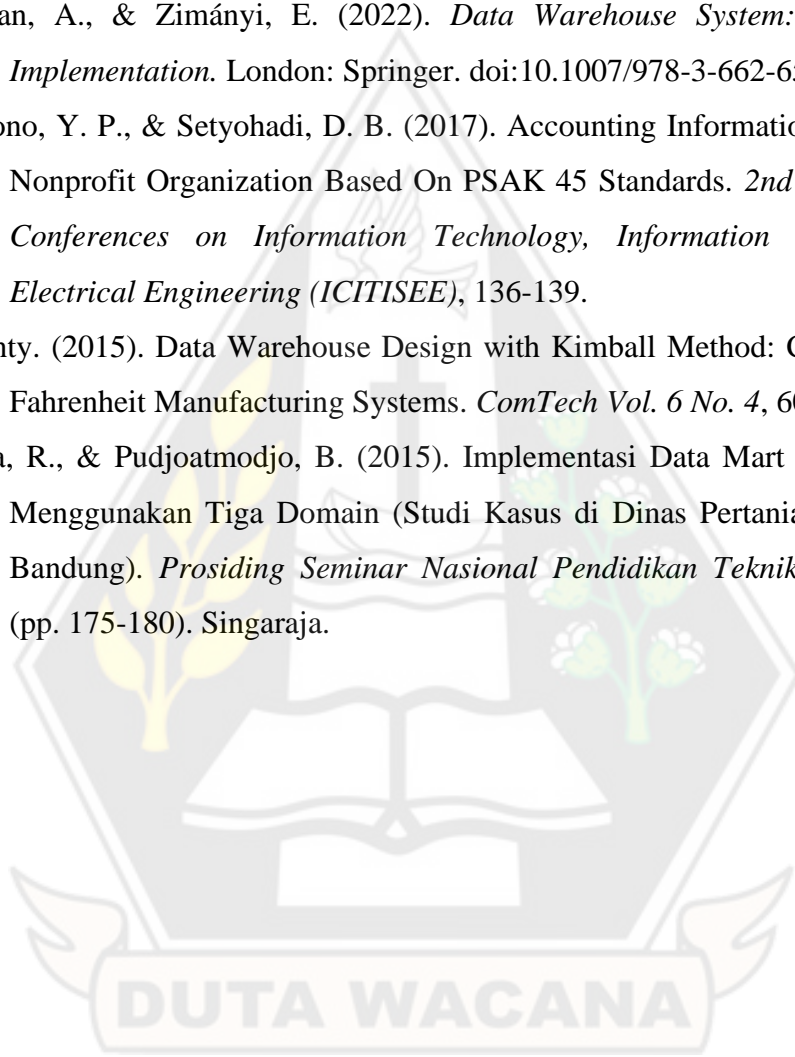 an, A., & Zimányi, E. (2022). Data Warehouse System:
Implementation. London: Springer. doi:10.1007/978-3-662-6
ono, Y. P., & Setyohadi, D. B. (2017). Accounting Informatio
Nonprofit Organization Based On PSAK 45 Standards. 2nd
Conferences on Information Technology, Information
Electrical Engineering (ICITISEE), 136-139.
nty. (2015). Data Warehouse Design with Kimball Method: C
Fahrenheit Manufacturing Systems. ComTech Vol. 6 No. 4, 60
a, R., & Pudjoatmodjo, B. (2015). Implementasi Data Mart
Menggunakan Tiga Domain (Studi Kasus di Dinas Pertania
Bandung). Prosiding Seminar Nasional Pendidikan Teknik
(pp. 175-180). Singaraja.
DUTA WACANA